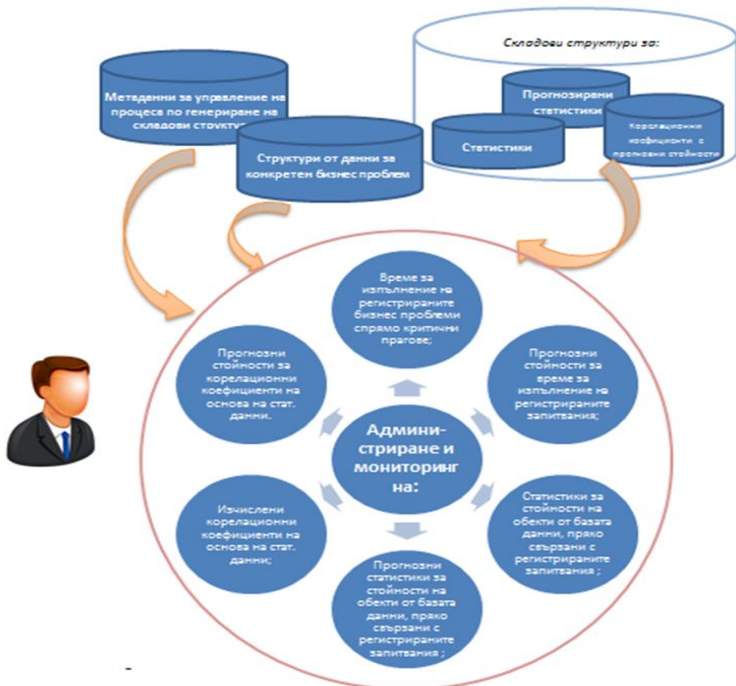 Складови структури за:
Метаданни за управление на
процеса по генериране на
складови структур
Прогнозирани
статистики
Статистики
Корелационни
коефициенти с
прогнозни стойности
Структури от данни за
конкретен бизнес проблем
Време за
изпълнение на
регистрираните
бизнес проблеми
спрямо критични
прагове;
Прогнозни
стойности за
корелационни
коефициенти на
основа на стат.
данни.
Прогнозни
стойности за
време за
изпълнение на
регистрираните
запитвания;
Админи-
стриране и
мониторинг
на:
Изчислени
корелационни
коефициенти на
основа на стат.
данни;
Статистики за
стойности на
обекти от базата
данни, пряко
свързани с
регистрираните
запитвания ;
Прогнозни
статистики за
стойности на
обекти от базата
данни, пряко
свързани с
регистрираните
запитвания ;
-